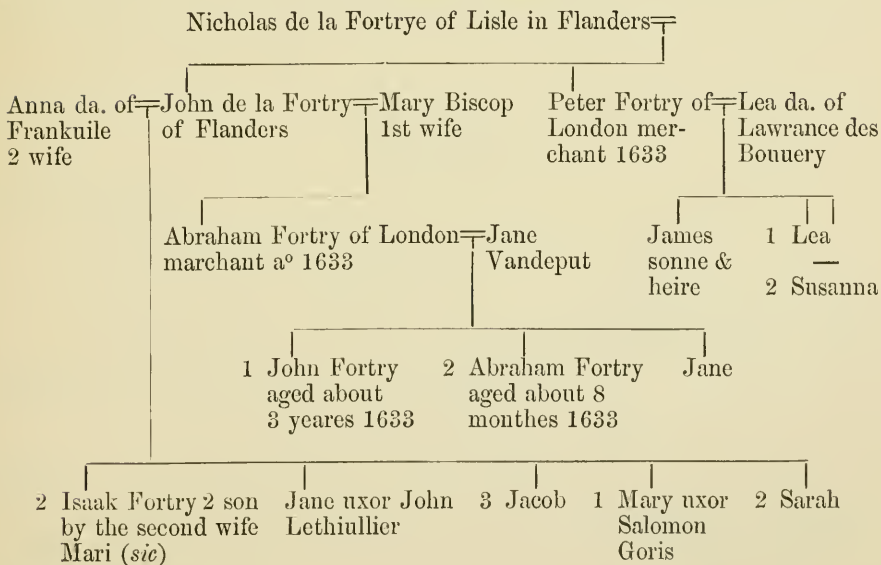 Nicholas de la Fortrye of Lisle in Flanders
Anna da. of
Frankuile
2 wife
John de la Fortry
of Flanders
Mary Biscop
1st wife
Peter Fortry of
London mer-
chant 1633
Lea da. of
Lawrance des
Bouuery
Abraham Fortry of London
marchant aº 1633
Jane
Vandeput
James
sonne &
heire
1 Lea
—
2 Susanna
1 John Fortry
aged about
3 yeares 1633
2 Abraham Fortry
aged about 8
monthes 1633
Jane
2 Isaak Fortry 2 son
by the second wife
Mari (sic)
Jane uxor John
Lethiullier
3 Jacob
1 Mary uxor
Salomon
Goris
2 Sarah